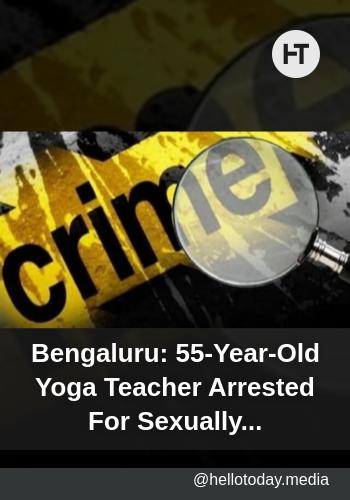 HT
crime
Bengaluru: 55-Year-Old
Yoga Teacher Arrested
For Sexually...
@hellotoday.media